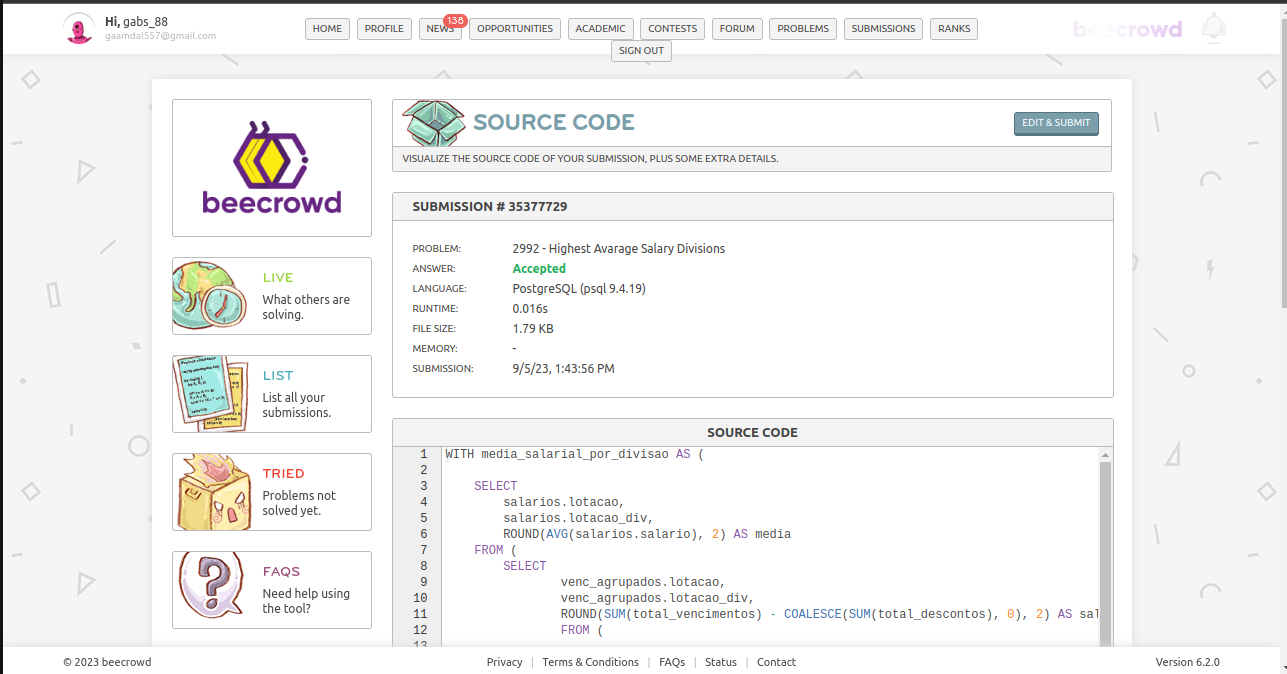 Hi, gabs_88
gaamdal557@gmail.com
HOME PROFILE NEWS 138 OPPORTUNITIES ACADEMIC CONTESTS FORUM PROBLEMS SUBMISSIONS RANKS
SIGN OUT
beecrowd
beecrowd
LIVE
What others are
solving.
LIST
List all your
submissions.
TRIED
Problems not
solved yet.
FAQS
Need help using
the tool?
SOURCE CODE
EDIT & SUBMIT
VISUALIZE THE SOURCE CODE OF YOUR SUBMISSION, PLUS SOME EXTRA DETAILS.
SUBMISSION # 35377729
PROBLEM: 2992 - Highest Avarage Salary Divisions
ANSWER: Accepted
LANGUAGE: PostgreSQL (psql 9.4.19)
RUNTIME: 0.016s
FILE SIZE: 1.79 KB
MEMORY: -
SUBMISSION: 9/5/23, 1:43:56 PM
SOURCE CODE
1 WITH media_salarial_por_divisao AS (
2
3 SELECT
4 salarios.lotacao,
5 salarios.lotacao_div,
6 ROUND(AVG(salarios.salario), 2) AS media
7 FROM (
8 SELECT
9 venc_agrupados.lotacao,
10 venc_agrupados.lotacao_div,
11 ROUND(SUM(total_vencimentos) - COALESCE(SUM(total_descontos), 0), 2) AS sal
12 FROM (
13
© 2023 beecrowd
Privacy | Terms & Conditions | FAQs | Status | Contact
Version 6.2.0